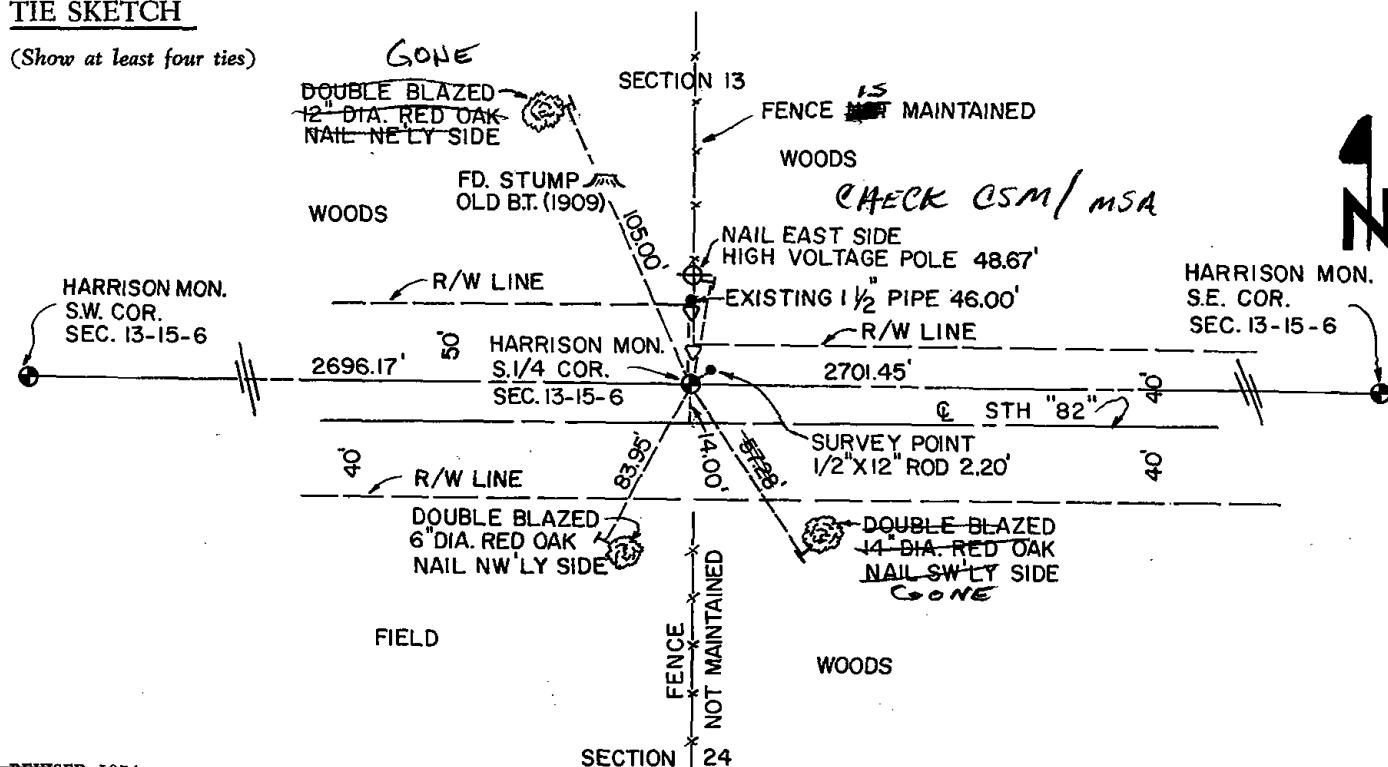 TIE SKETCH
(Show at least four ties)
GONE
DOUBLE BLAZED
12" DIA. RED OAK
NAIL NE'LY SIDE
SECTION 13
IS
FENCE MAINTAINED
WOODS
FD. STUMP
OLD B.T. (1909)
WOODS
105.00'
CHECK CSM/ MSA
N
NAIL EAST SIDE
HIGH VOLTAGE POLE 48.67'
HARRISON MON.
S.W. COR.
SEC. 13-15-6
R/W LINE
EXISTING 1 1/2" PIPE 46.00'
HARRISON MON.
S.E. COR.
SEC. 13-15-6
R/W LINE
50'
2696.17'
HARRISON MON.
S.1/4 COR.
SEC. 13-15-6
2701.45'
40'
℄ STH "82"
SURVEY POINT
1/2"X12" ROD 2.20'
40'
R/W LINE
83.95'
14.00'
57.28'
40'
DOUBLE BLAZED
6" DIA. RED OAK
NAIL NW'LY SIDE
DOUBLE BLAZED
14" DIA. RED OAK
NAIL SW'LY SIDE
GONE
FIELD
FENCE
NOT MAINTAINED
WOODS
SECTION 24